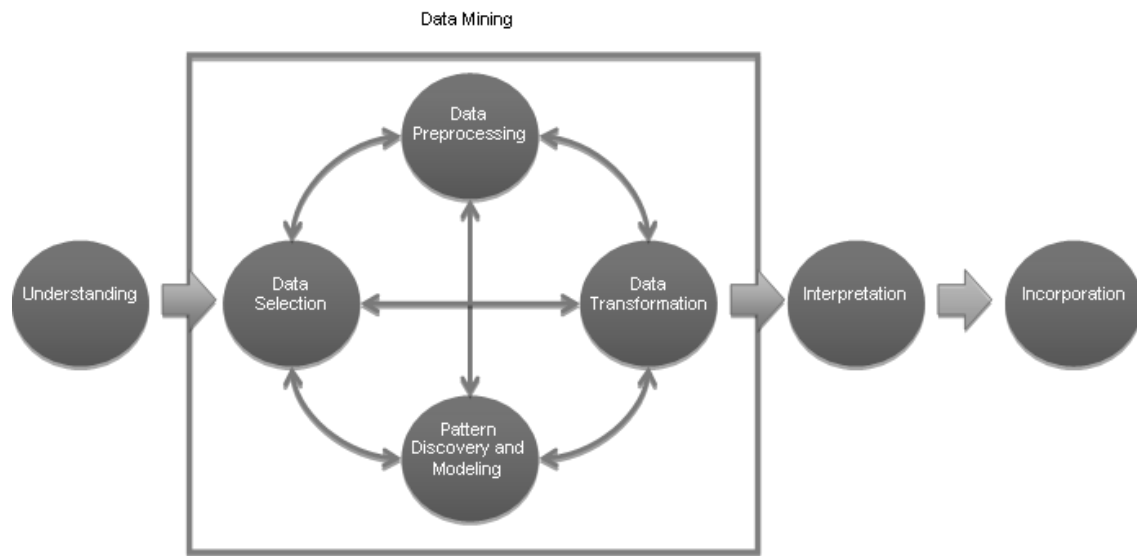 Data Mining
Data
Preprocessing
Understanding
Data
Selection
Data
Transformation
Interpretation
Incorporation
Pattern
Discovery and
Modeling